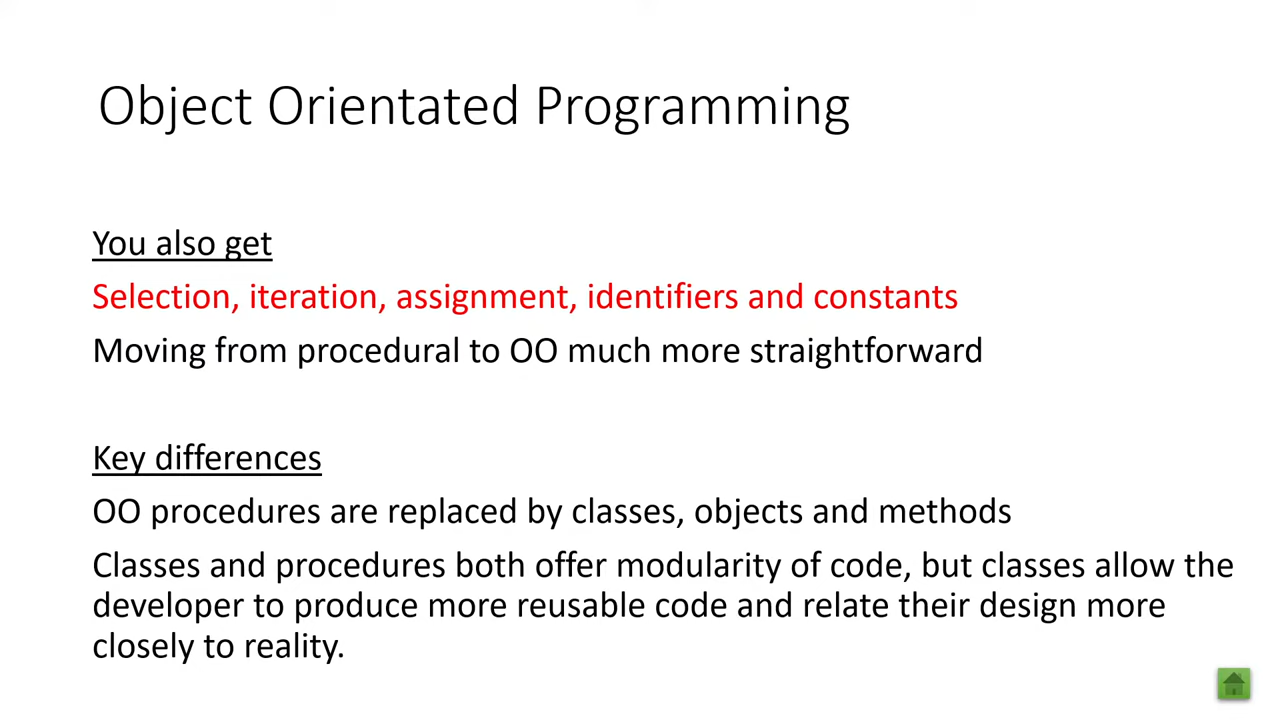 Object Orientated Programming
You also get
Selection, iteration, assignment, identifiers and constants
Moving from procedural to OO much more straightforward
Key differences
OO procedures are replaced by classes, objects and methods
Classes and procedures both offer modularity of code, but classes allow the
developer to produce more reusable code and relate their design more
closely to reality.